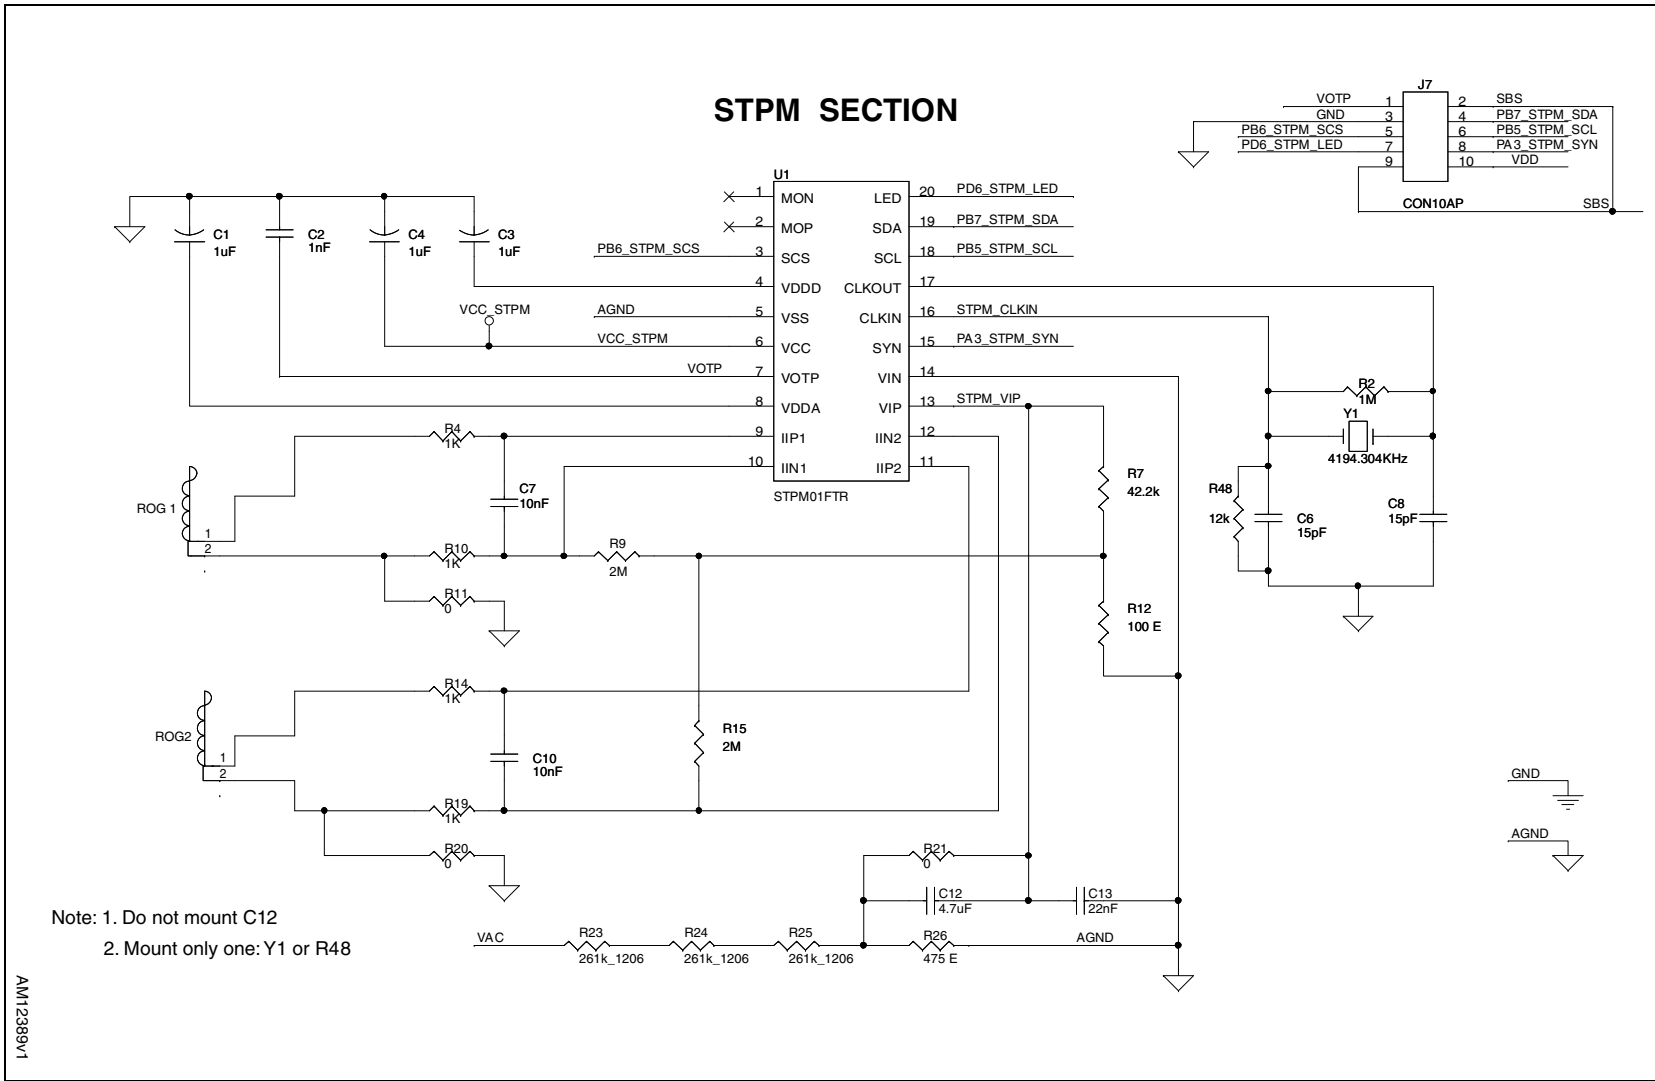 STPM SECTION
J7
VOTP 1 2 SBS
GND 3 4 PB7_STPM_SDA
PB6_STPM_SCS 5 6 PB5_STPM_SCL
PD6_STPM_LED 7 8 PA3_STPM_SYN
9 10 VDD
CON10AP SBS
U1
1 MON LED 20 PD6_STPM_LED
2 MOP SDA 19 PB7_STPM_SDA
PB6_STPM_SCS 3 SCS SCL 18 PB5_STPM_SCL
4 VDDD CLKOUT 17
AGND 5 VSS CLKIN 16 STPM_CLKIN
VCC_STPM 6 VCC SYN 15 PA3_STPM_SYN
VOTP 7 VOTP VIN 14
8 VDDA VIP 13 STPM_VIP
9 IIP1 IIN2 12
10 IIN1 IIP2 11
STPM01FTR
C1
1uF
C2
1nF
C4
1uF
C3
1uF
VCC_STPM
R4
1K
C7
10nF
ROG 1
1
2
R10
1K
R9
2M
R11
0
R7
42.2k
R12
100 E
R2
1M
Y1
4194.304KHz
R48
12k
C6
15pF
C8
15pF
R14
1K
ROG2
1
2
C10
10nF
R15
2M
R19
1K
R20
0
R21
0
C12
4.7uF
C13
22nF
VAC
R23
261k_1206
R24
261k_1206
R25
261k_1206
R26
475 E
AGND
GND
AGND
Note: 1. Do not mount C12
2. Mount only one: Y1 or R48
AM12389v1